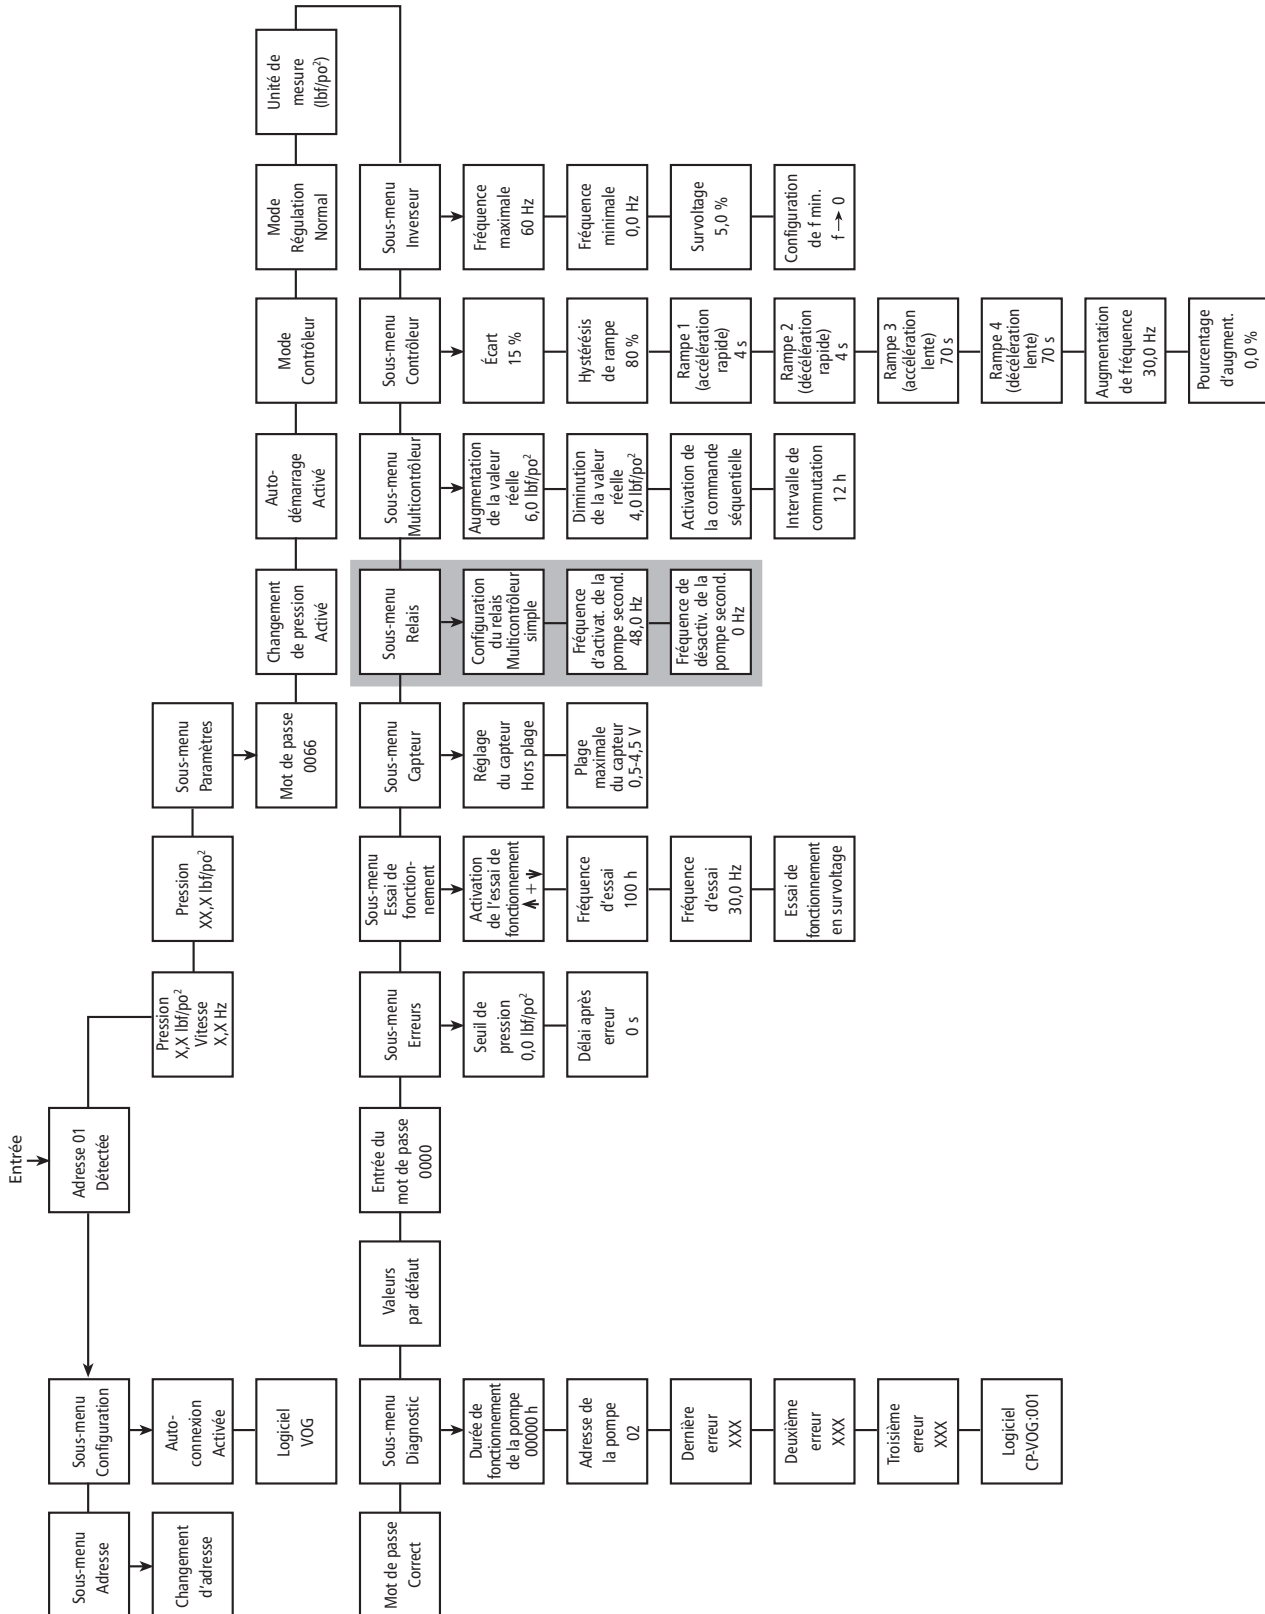 Entrée
Sous-menu
Adresse
Changement
d'adresse
Sous-menu
Configuration
Auto-
connexion
Activée
Logiciel
VOG
Adresse 01
Détectée
Pression
X,X lbf/po²
Vitesse
X,X Hz
Pression
XX,X lbf/po²
Sous-menu
Paramètres
Mot de passe
0066
Changement
de pression
Activé
Auto-
démarrage
Activé
Mode
Contrôleur
Mode
Régulation
Normal
Unité de
mesure
(lbf/po²)
Mot de passe
Correct
Sous-menu
Diagnostic
Durée de
fonctionnement
de la pompe
00000 h
Adresse de
la pompe
02
Dernière
erreur
XXX
Deuxième
erreur
XXX
Troisième
erreur
XXX
Logiciel
CP-VOG:001
Valeurs
par défaut
Entrée du
mot de passe
0000
Sous-menu
Erreurs
Seuil de
pression
0,0 lbf/po²
Délai après
erreur
0 s
Sous-menu
Essai de
fonction-
nement
Activation
de l'essai de
fonctionnement
+
Fréquence
d'essai
100 h
Fréquence
d'essai
30,0 Hz
Essai de
fonctionnement
en survoltage
Sous-menu
Capteur
Réglage
du capteur
Hors plage
Plage
maximale
du capteur
0,5-4,5 V
Sous-menu
Relais
Configuration
du relais
Multicontrôleur
simple
Fréquence
d'activat. de la
pompe second.
48,0 Hz
Fréquence de
désactiv. de la
pompe second.
0 Hz
Sous-menu
Multicontrôleur
Augmentation
de la valeur
réelle
6,0 lbf/po²
Diminution
de la valeur
réelle
4,0 lbf/po²
Activation de
la commande
séquentielle
Intervalle de
commutation
12 h
Sous-menu
Contrôleur
Écart
15 %
Hystérésis
de rampe
80 %
Rampe 1
(accélération
rapide)
4 s
Rampe 2
(décélération
rapide)
4 s
Rampe 3
(accélération
lente)
70 s
Rampe 4
(décélération
lente)
70 s
Augmentation
de fréquence
30,0 Hz
Pourcentage
d'augment.
0,0 %
Sous-menu
Inverseur
Fréquence
maximale
60 Hz
Fréquence
minimale
0,0 Hz
Survoltage
5,0 %
Configuration
de f min.
f → 0